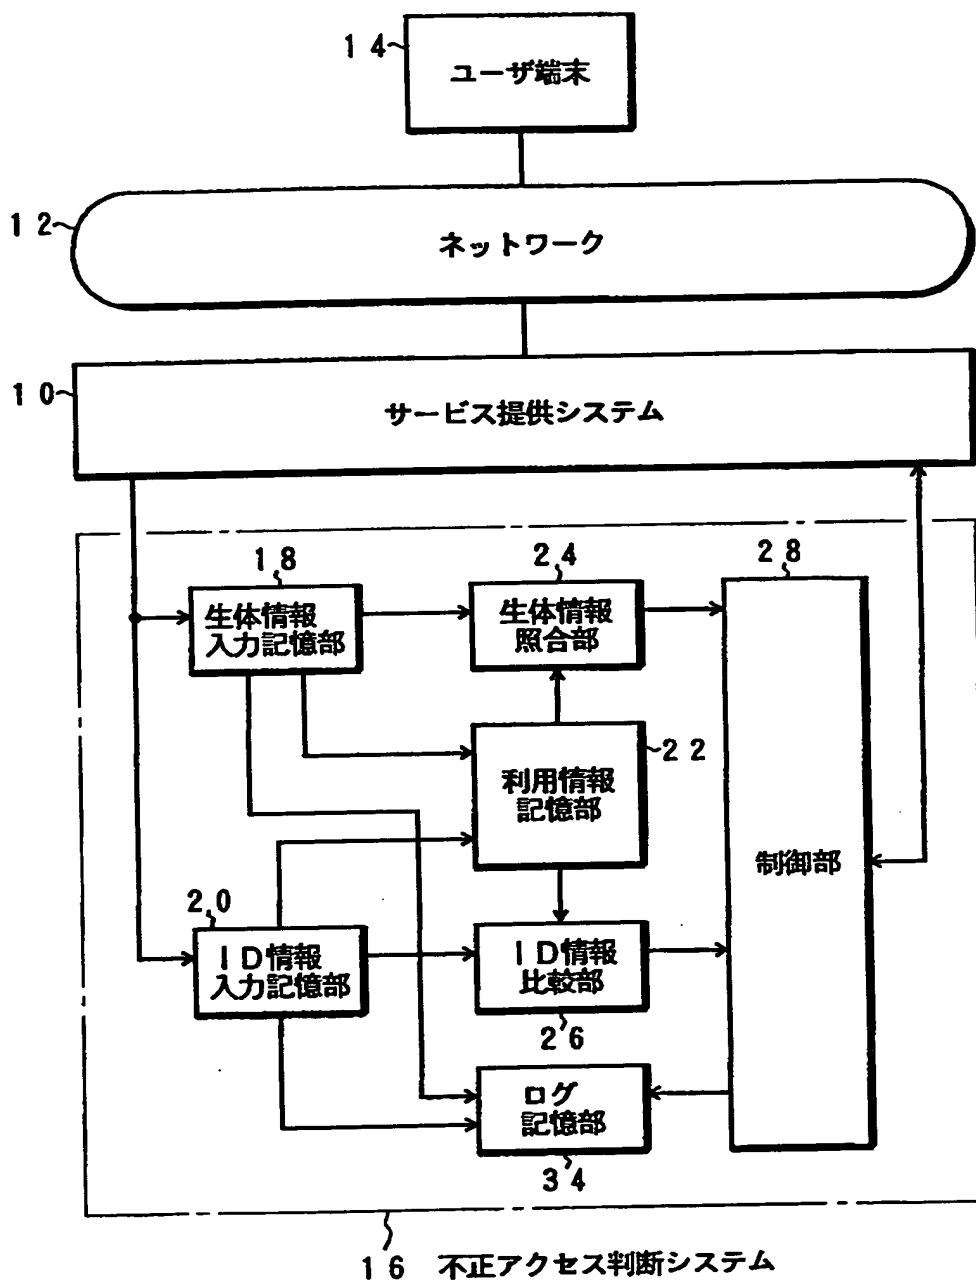 １４
ユーザ端末
１２
ネットワーク
１０
サービス提供システム
１８
生体情報
入力記憶部
２４
生体情報
照合部
２８
制御部
２２
利用情報
記憶部
２０
ＩＤ情報
入力記憶部
ＩＤ情報
比較部
２６
ログ
記憶部
３４
１６ 不正アクセス判断システム